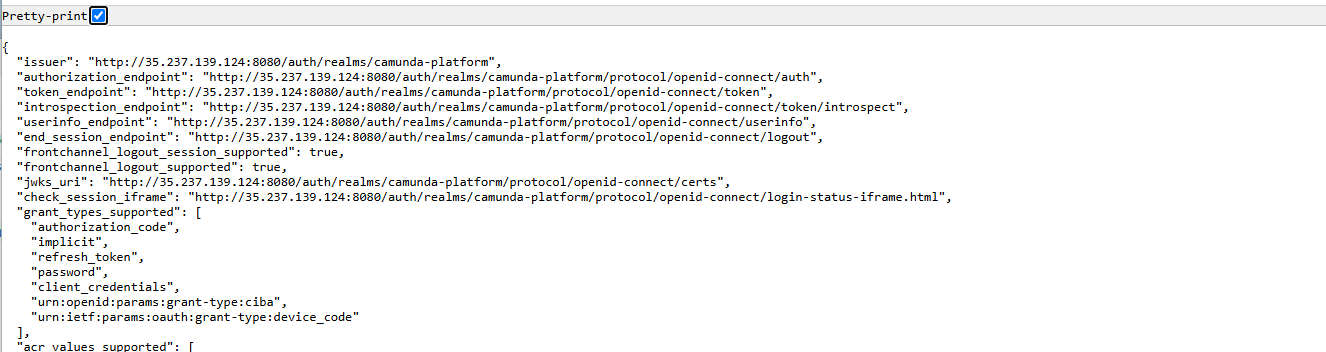 Pretty-print
{
"issuer": "http://35.237.139.124:8080/auth/realms/camunda-platform",
"authorization_endpoint": "http://35.237.139.124:8080/auth/realms/camunda-platform/protocol/openid-connect/auth",
"token_endpoint": "http://35.237.139.124:8080/auth/realms/camunda-platform/protocol/openid-connect/token",
"introspection_endpoint": "http://35.237.139.124:8080/auth/realms/camunda-platform/protocol/openid-connect/token/introspect",
"userinfo_endpoint": "http://35.237.139.124:8080/auth/realms/camunda-platform/protocol/openid-connect/userinfo",
"end_session_endpoint": "http://35.237.139.124:8080/auth/realms/camunda-platform/protocol/openid-connect/logout",
"frontchannel_logout_session_supported": true,
"frontchannel_logout_supported": true,
"jwks_uri": "http://35.237.139.124:8080/auth/realms/camunda-platform/protocol/openid-connect/certs",
"check_session_iframe": "http://35.237.139.124:8080/auth/realms/camunda-platform/protocol/openid-connect/login-status-iframe.html",
"grant_types_supported": [
"authorization_code",
"implicit",
"refresh_token",
"password",
"client_credentials",
"urn:openid:params:grant-type:ciba",
"urn:ietf:params:oauth:grant-type:device_code"
],
"acr_values_supported": [